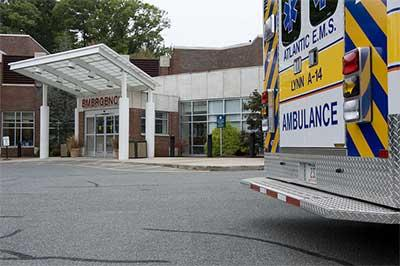 EMERGENCY
ATLANTIC E.M.S.
LYNN A-14
AMBULANCE